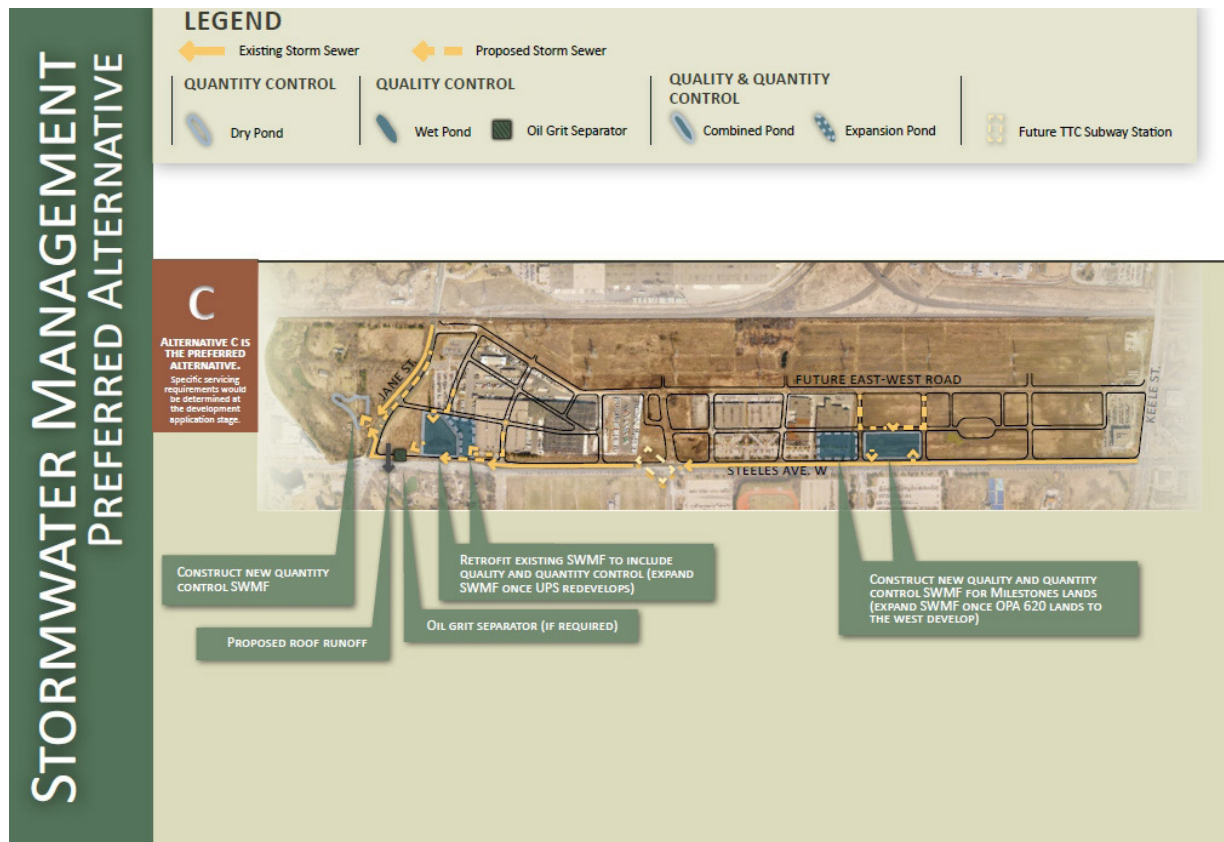 STORMWATER MANAGEMENT
PREFERRED ALTERNATIVE
LEGEND
Existing Storm Sewer
Proposed Storm Sewer
QUANTITY CONTROL
Dry Pond
QUALITY CONTROL
Wet Pond
Oil Grit Separator
QUALITY & QUANTITY
CONTROL
Combined Pond
Expansion Pond
Future TTC Subway Station
C
ALTERNATIVE C IS
THE PREFERRED
ALTERNATIVE.
Specific servicing
requirements would
be determined at
the development
application stage.
JANE ST.
FUTURE EAST-WEST ROAD
KEELE ST.
STEELES AVE. W
CONSTRUCT NEW QUANTITY
CONTROL SWMF
PROPOSED ROOF RUNOFF
OIL GRIT SEPARATOR (IF REQUIRED)
RETROFIT EXISTING SWMF TO INCLUDE
QUALITY AND QUANTITY CONTROL (EXPAND
SWMF ONCE UPS REDEVELOPS)
CONSTRUCT NEW QUALITY AND QUANTITY
CONTROL SWMF FOR MILESTONES LANDS
(EXPAND SWMF ONCE OPA 620 LANDS TO
THE WEST DEVELOP)